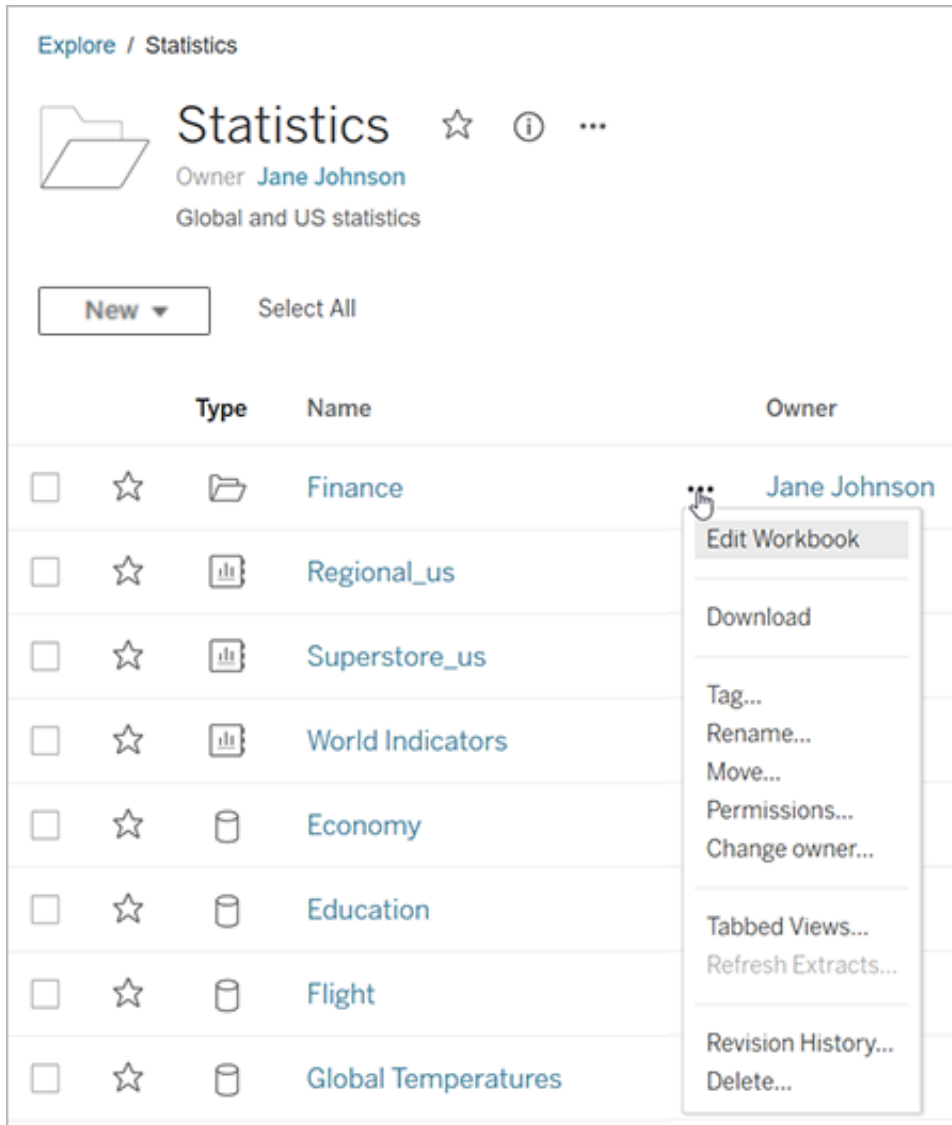 Explore / Statistics
Statistics
Owner Jane Johnson
Global and US statistics
New
Select All
Type Name Owner
Finance ... Jane Johnson
Edit Workbook
Regional_us
Download
Superstore_us
Tag...
Rename...
World Indicators
Move...
Permissions...
Economy
Change owner...
Education
Tabbed Views...
Refresh Extracts...
Flight
Revision History...
Global Temperatures
Delete...